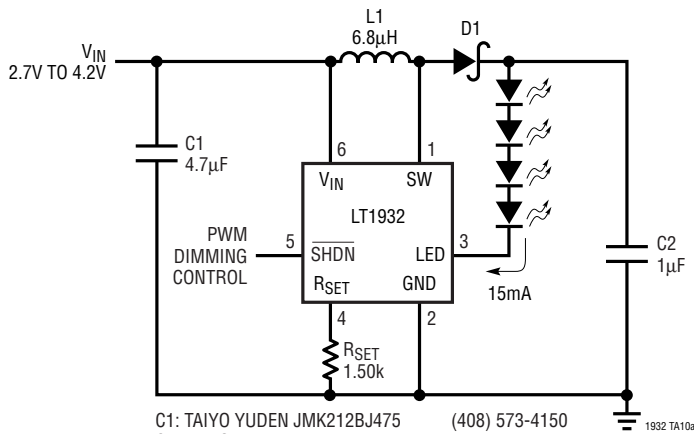 L1
6.8µH
D1
VIN
2.7V TO 4.2V
C1
4.7µF
6
1
VIN
SW
LT1932
PWM
DIMMING
CONTROL
5
SHDN
LED
3
RSET
GND
15mA
C2
1µF
4
2
RSET
1.50k
C1: TAIYO YUDEN JMK212BJ475 (408) 573-4150
1932 TA10a